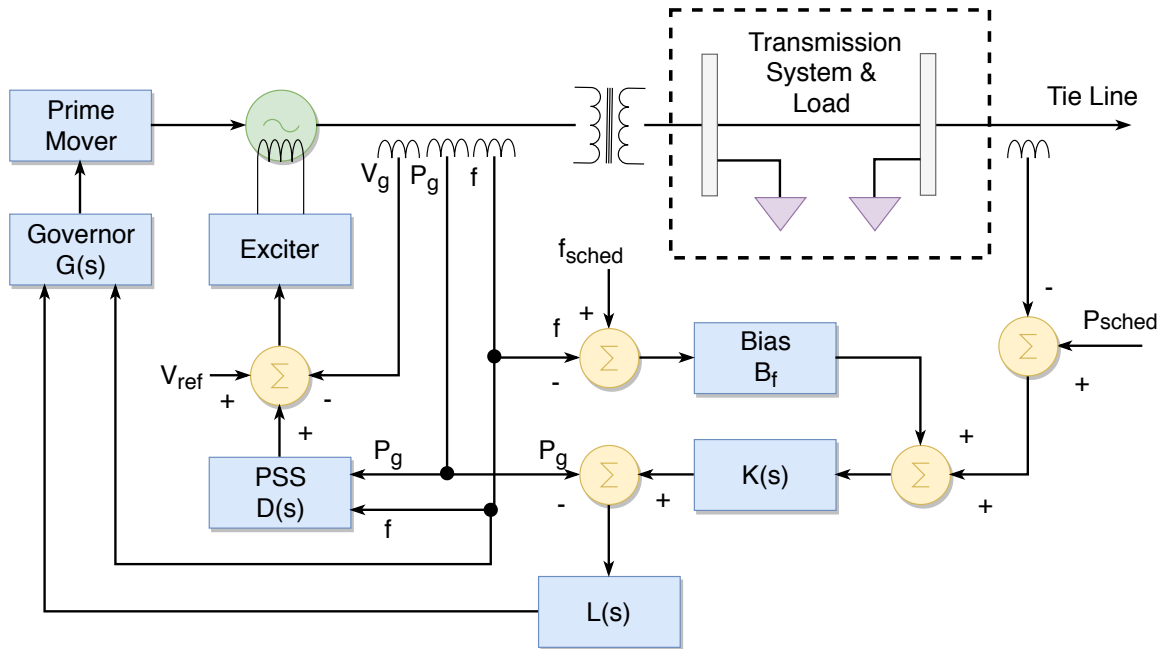 Transmission
System &
Load
Tie Line
Prime
Mover
Vg
Pg
f
Governor
G(s)
Exciter
fsched
+
-
Psched
+
f
-
Bias
Bf
Vref
+
-
+
+
+
Pg
f
PSS
D(s)
Pg
-
+
K(s)
L(s)